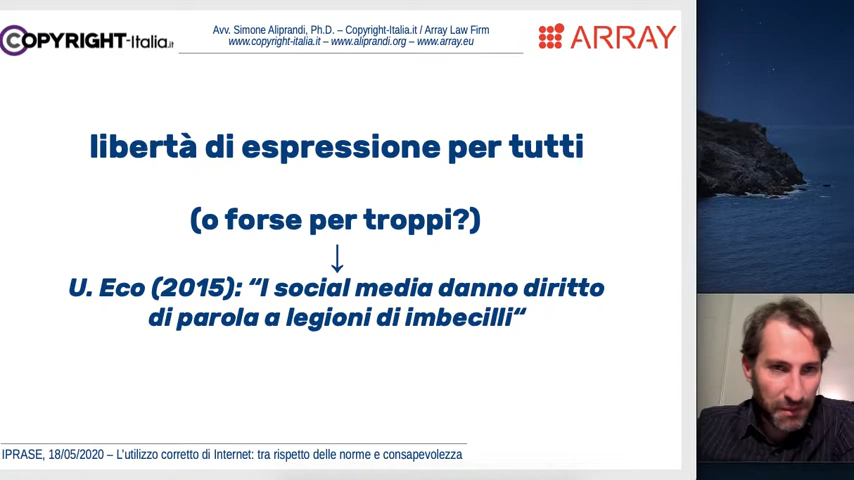 COPYRIGHT-Italia.it
Avv. Simone Aliprandi, Ph.D. – Copyright-Italia.it / Array Law Firm
www.copyright-italia.it – www.aliprandi.org – www.array.eu
ARRAY
libertà di espressione per tutti
(o forse per troppi?)
↓
U. Eco (2015): “I social media danno diritto
di parola a legioni di imbecilli“
IPRASE, 18/05/2020 – L’utilizzo corretto di Internet: tra rispetto delle norme e consapevolezza